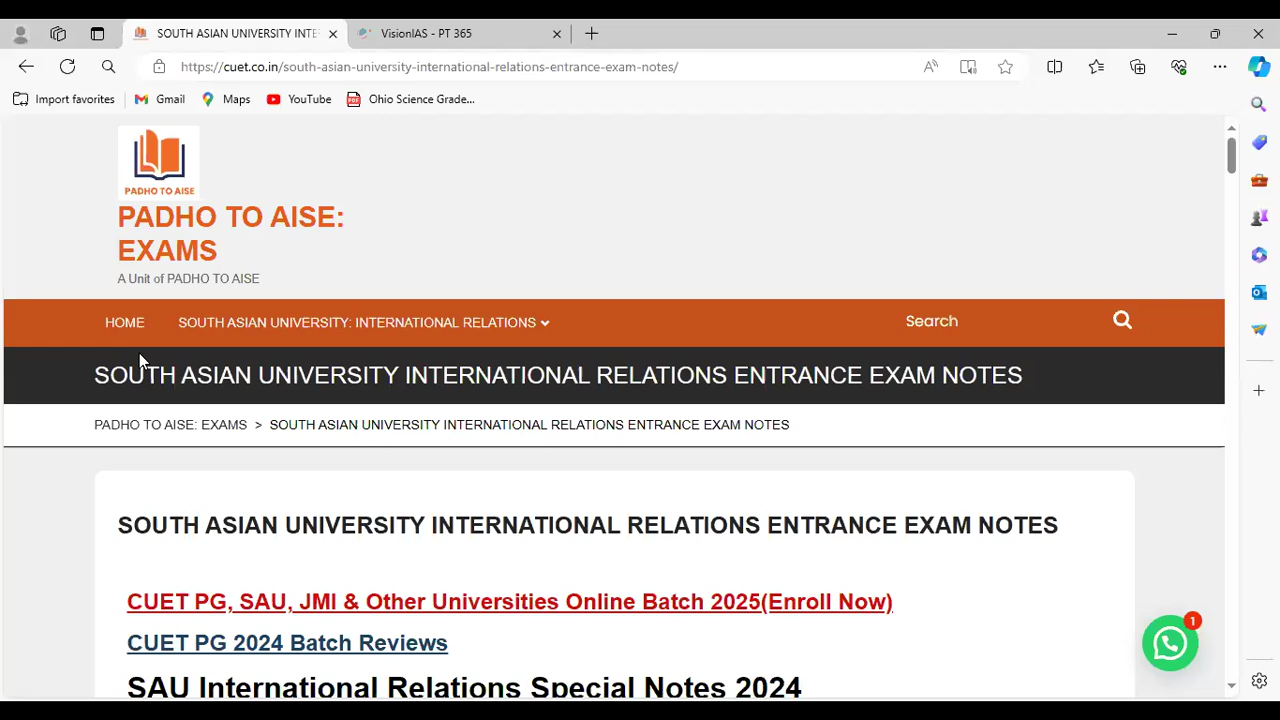 SOUTH ASIAN UNIVERSITY INTE
VisionIAS - PT 365
https://cuet.co.in/south-asian-university-international-relations-entrance-exam-notes/
Import favorites
Gmail
Maps
YouTube
Ohio Science Grade...
PADHO TO AISE
PADHO TO AISE:
EXAMS
A Unit of PADHO TO AISE
HOME
SOUTH ASIAN UNIVERSITY: INTERNATIONAL RELATIONS
Search
SOUTH ASIAN UNIVERSITY INTERNATIONAL RELATIONS ENTRANCE EXAM NOTES
PADHO TO AISE: EXAMS > SOUTH ASIAN UNIVERSITY INTERNATIONAL RELATIONS ENTRANCE EXAM NOTES
SOUTH ASIAN UNIVERSITY INTERNATIONAL RELATIONS ENTRANCE EXAM NOTES
CUET PG, SAU, JMI & Other Universities Online Batch 2025(Enroll Now)
CUET PG 2024 Batch Reviews
1
SAU International Relations Special Notes 2024